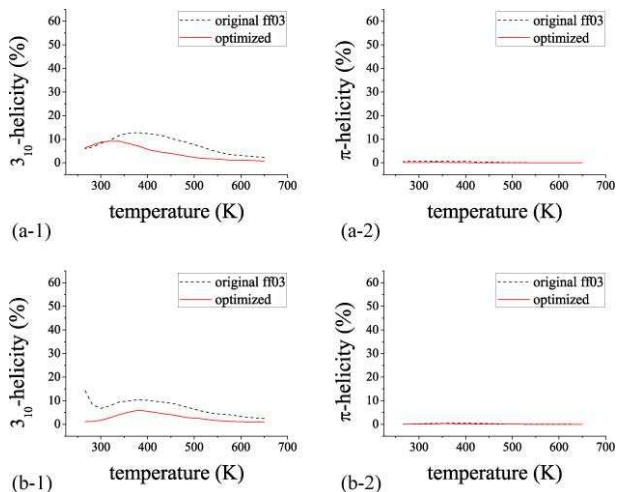 original ff03
optimized
3₁₀-helicity (%)
60
50
40
30
20
10
0
300 400 500 600 700
temperature (K)
(a-1)
original ff03
optimized
π-helicity (%)
60
50
40
30
20
10
0
300 400 500 600 700
temperature (K)
(a-2)
original ff03
optimized
3₁₀-helicity (%)
60
50
40
30
20
10
0
300 400 500 600 700
temperature (K)
(b-1)
original ff03
optimized
π-helicity (%)
60
50
40
30
20
10
0
300 400 500 600 700
temperature (K)
(b-2)